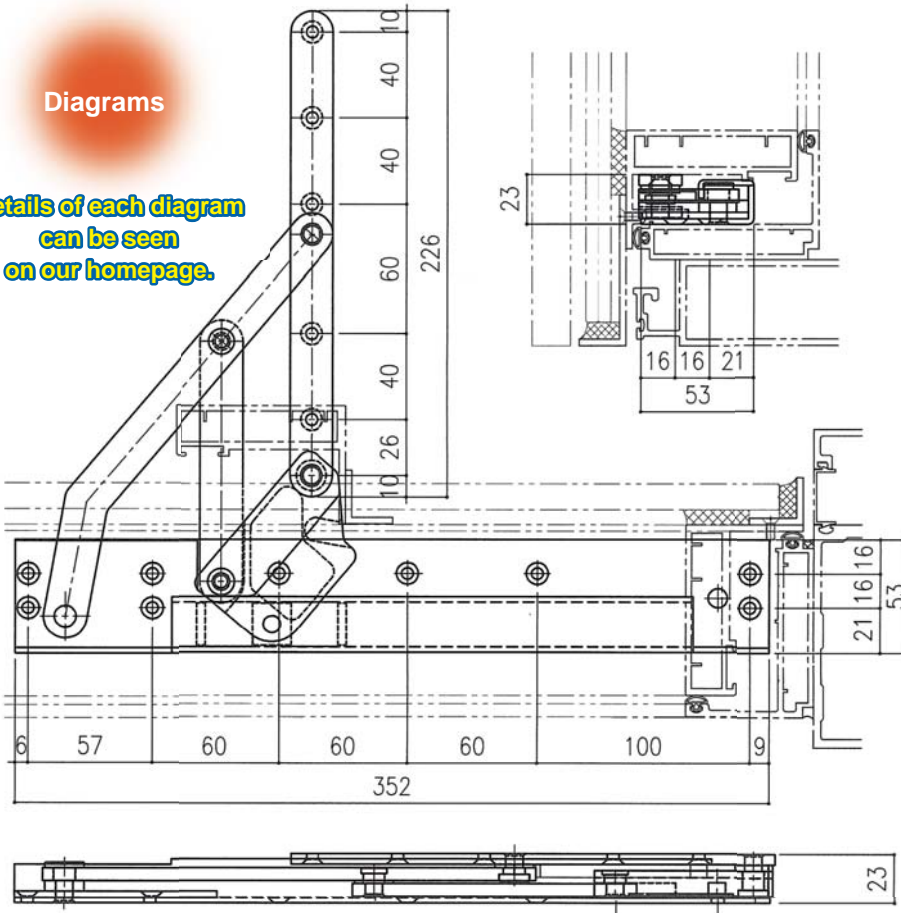 Diagrams
etails of each diagram
can be seen
on our homepage.
10
40
40
60
40
26
10
226
23
16 16 21
53
16
16
21
53
6 57 60 60 60 100 9
352
23